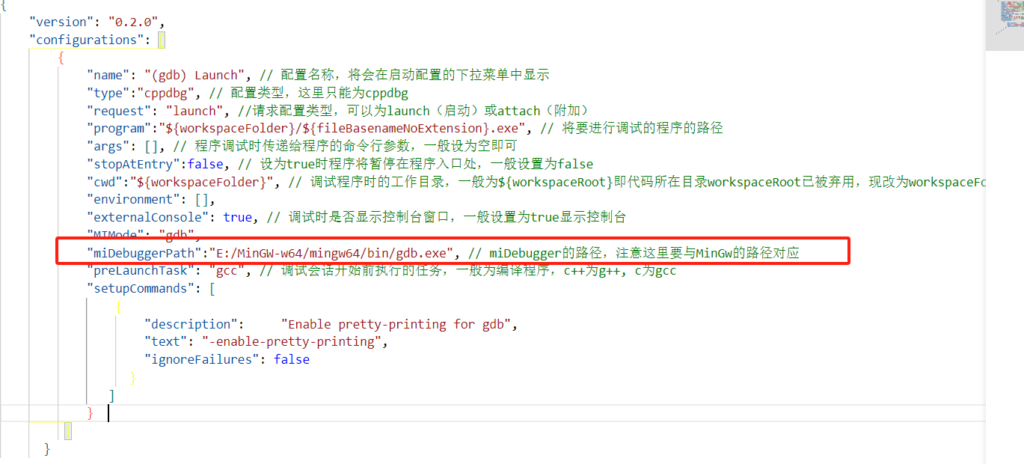 {
"version": "0.2.0",
"configurations": [
{
"name": "(gdb) Launch", // 配置名称，将会在启动配置的下拉菜单中显示
"type":"cppdbg", // 配置类型，这里只能为cppdbg
"request": "launch", //请求配置类型，可以为launch（启动）或attach（附加）
"program":"${workspaceFolder}/${fileBasenameNoExtension}.exe", // 将要进行调试的程序的路径
"args": [], // 程序调试时传递给程序的命令行参数，一般设为空即可
"stopAtEntry":false, // 设为true时程序将暂停在程序入口处，一般设置为false
"cwd":"${workspaceFolder}", // 调试程序时的工作目录，一般为${workspaceRoot}即代码所在目录workspaceRoot已被弃用，现改为workspaceFo
"environment": [],
"externalConsole": true, // 调试时是否显示控制台窗口，一般设置为true显示控制台
"MIMode": "gdb",
"miDebuggerPath":"E:/MinGW-w64/mingw64/bin/gdb.exe", // miDebugger的路径，注意这里要与MinGw的路径对应
"preLaunchTask": "gcc", // 调试会话开始前执行的任务，一般为编译程序，c++为g++, c为gcc
"setupCommands": [
{
"description": "Enable pretty-printing for gdb",
"text": "-enable-pretty-printing",
"ignoreFailures": false
}
]
}
]
}